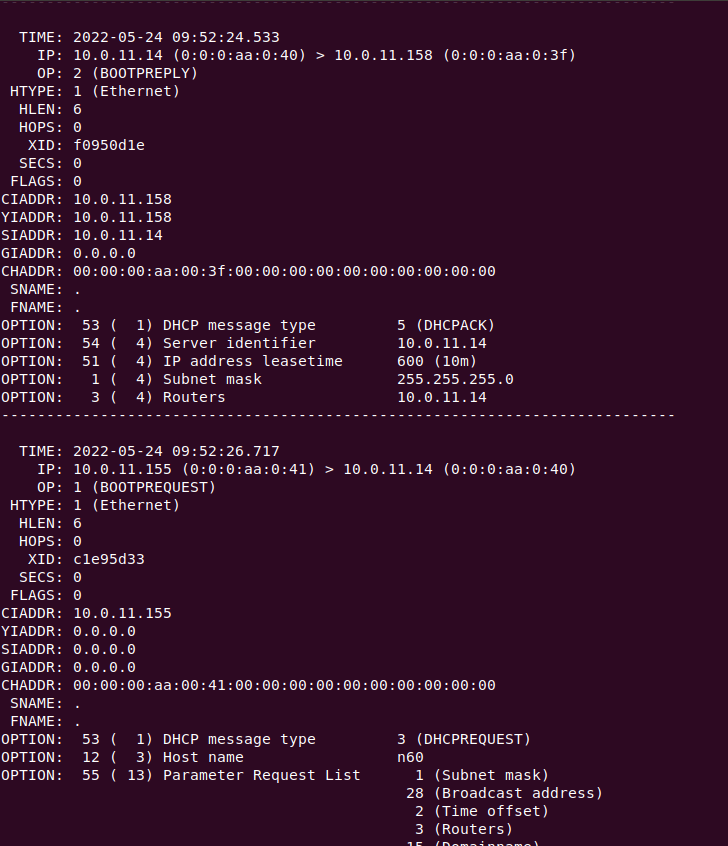 ---------------------------------------------------------------------------
TIME: 2022-05-24 09:52:24.533
IP: 10.0.11.14 (0:0:0:aa:0:40) > 10.0.11.158 (0:0:0:aa:0:3f)
OP: 2 (BOOTPREPLY)
HTYPE: 1 (Ethernet)
HLEN: 6
HOPS: 0
XID: f0950d1e
SECS: 0
FLAGS: 0
CIADDR: 10.0.11.158
YIADDR: 10.0.11.158
SIADDR: 10.0.11.14
GIADDR: 0.0.0.0
CHADDR: 00:00:00:aa:00:3f:00:00:00:00:00:00:00:00:00:00
SNAME: .
FNAME: .
OPTION:  53 (  1) DHCP message type         5 (DHCPACK)
OPTION:  54 (  4) Server identifier         10.0.11.14
OPTION:  51 (  4) IP address leasetime      600 (10m)
OPTION:   1 (  4) Subnet mask               255.255.255.0
OPTION:   3 (  4) Routers                   10.0.11.14
---------------------------------------------------------------------------
TIME: 2022-05-24 09:52:26.717
IP: 10.0.11.155 (0:0:0:aa:0:41) > 10.0.11.14 (0:0:0:aa:0:40)
OP: 1 (BOOTPREQUEST)
HTYPE: 1 (Ethernet)
HLEN: 6
HOPS: 0
XID: c1e95d33
SECS: 0
FLAGS: 0
CIADDR: 10.0.11.155
YIADDR: 0.0.0.0
SIADDR: 0.0.0.0
GIADDR: 0.0.0.0
CHADDR: 00:00:00:aa:00:41:00:00:00:00:00:00:00:00:00:00
SNAME: .
FNAME: .
OPTION:  53 (  1) DHCP message type         3 (DHCPREQUEST)
OPTION:  12 (  3) Host name                 n60
OPTION:  55 ( 13) Parameter Request List      1 (Subnet mask)
28 (Broadcast address)
2 (Time offset)
3 (Routers)
15 (Domainname)